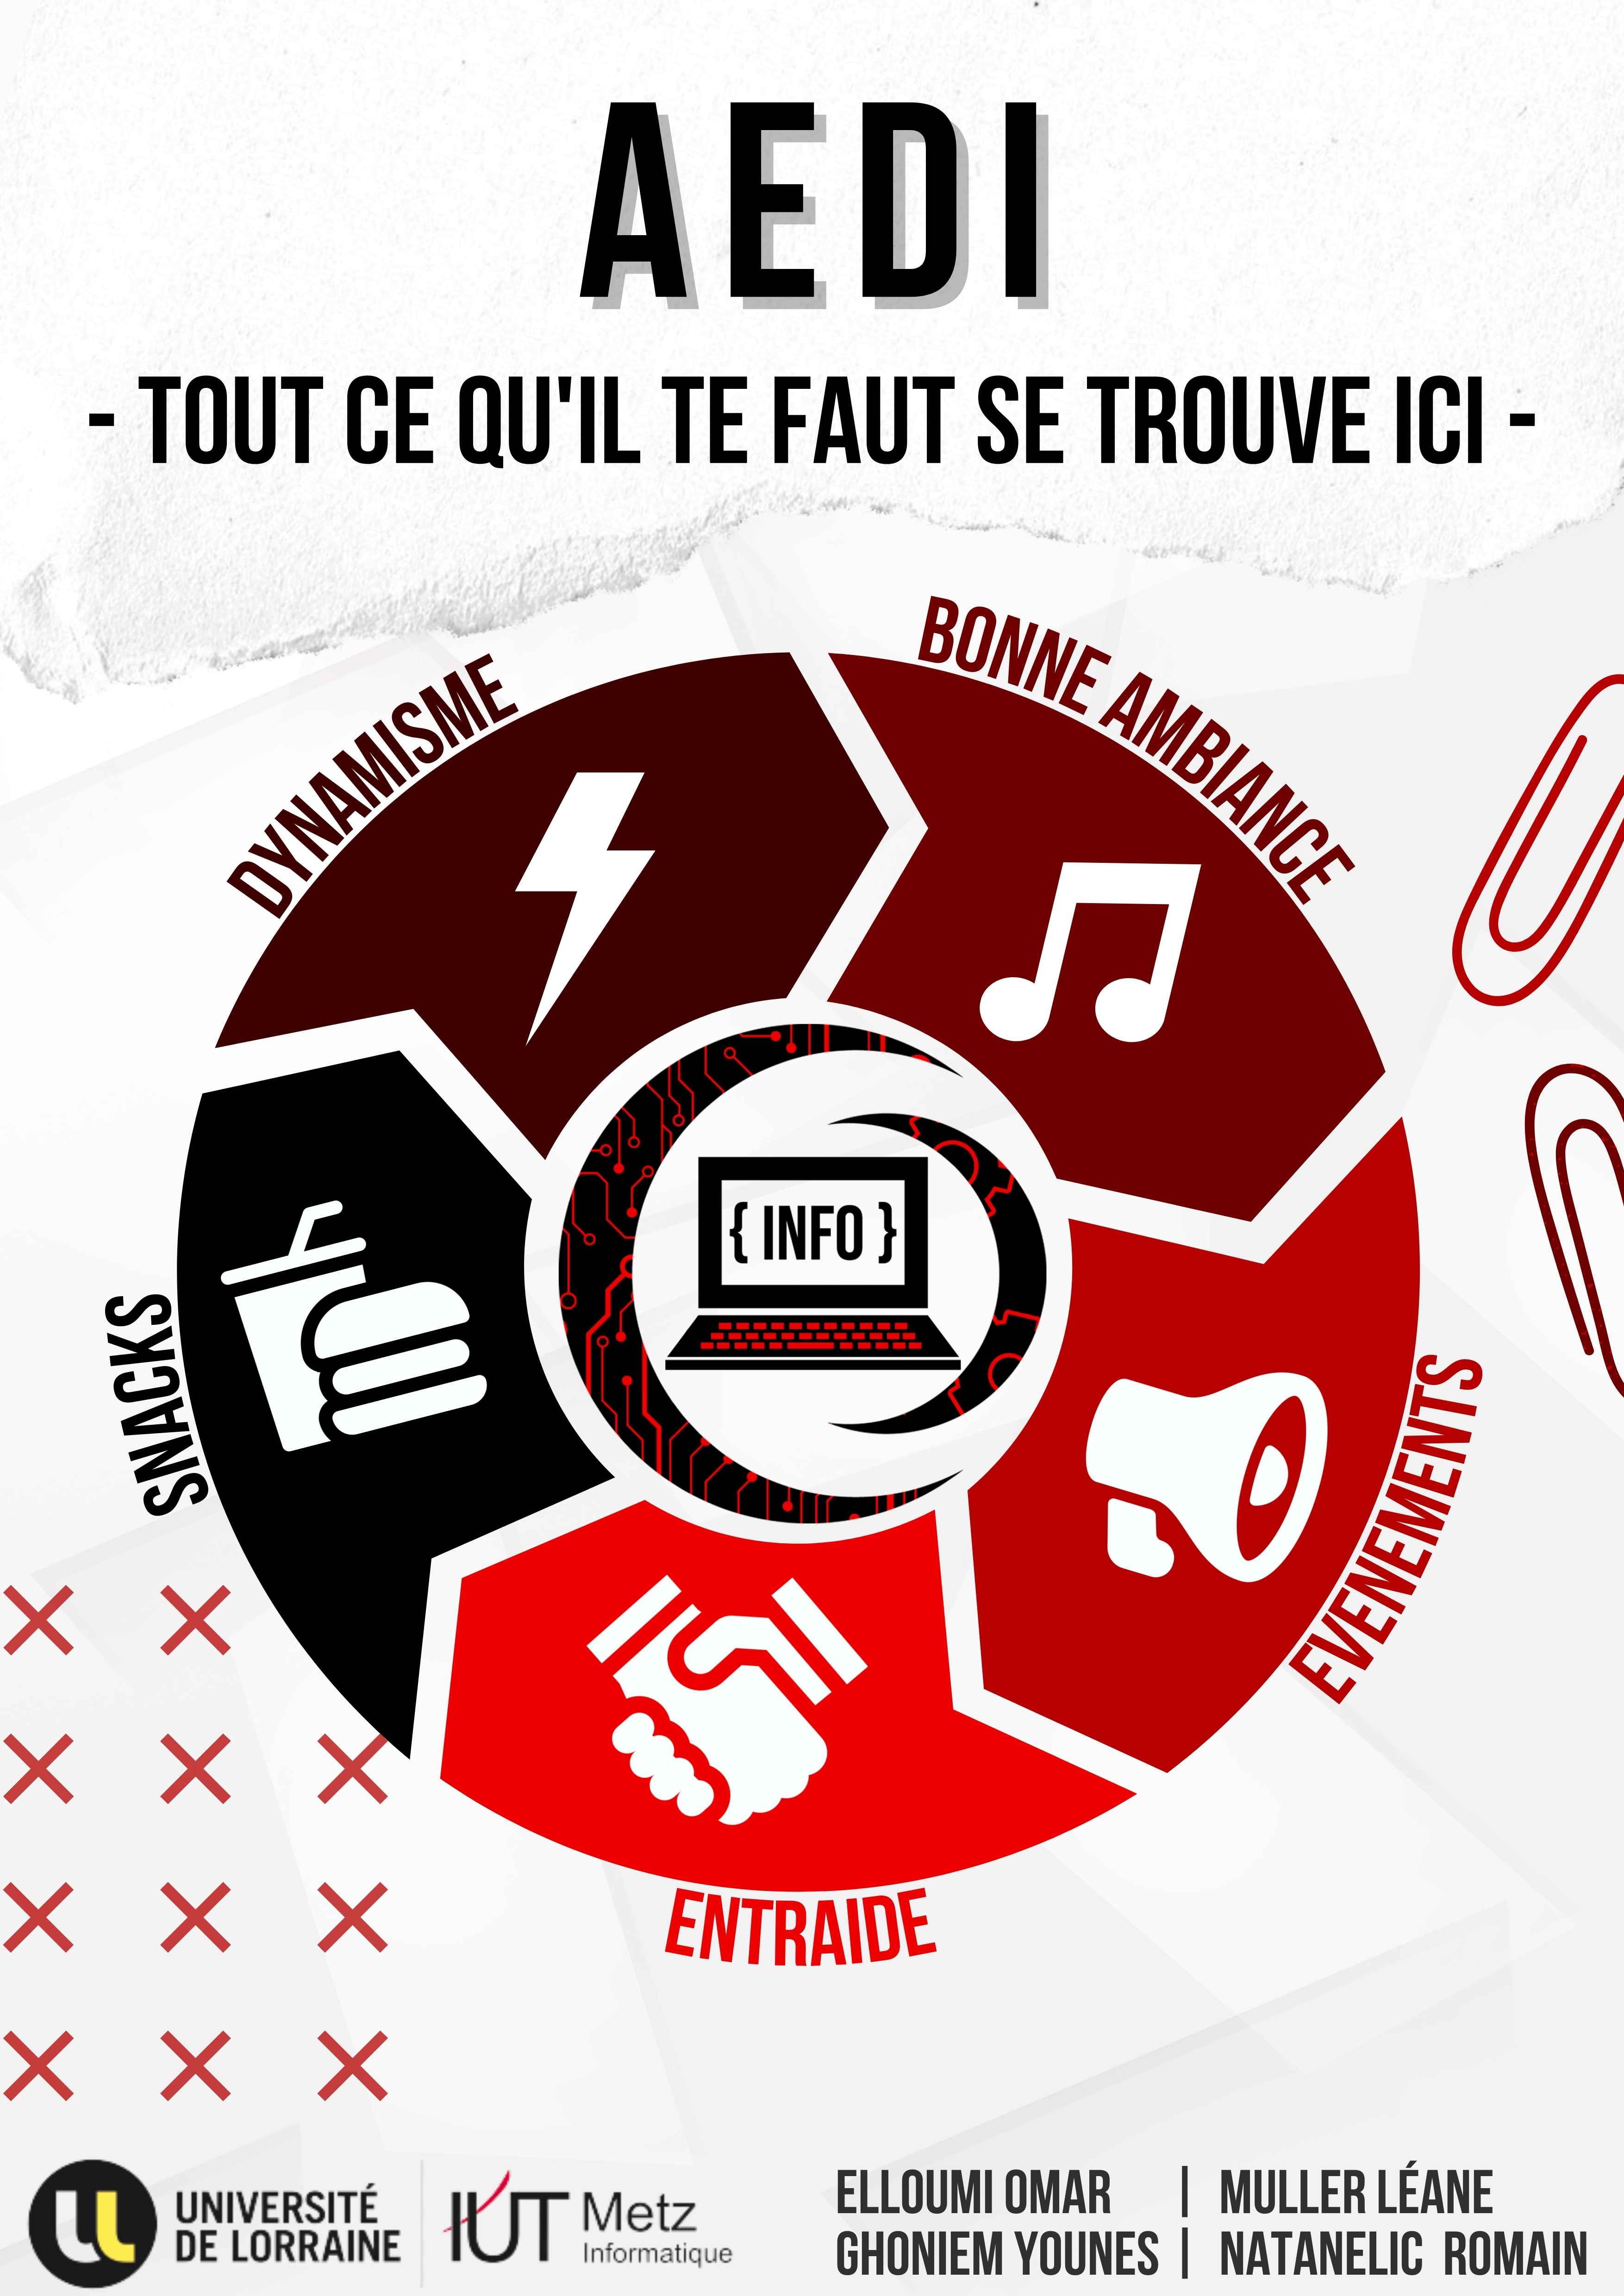 AEDI
- TOUT CE QU'IL TE FAUT SE TROUVE ICI -
DYNAMISME
BONNE AMBIANCE
{ INFO }
SNACKS
EVENEMENTS
ENTRAIDE
UNIVERSITÉ
DE LORRAINE
IUT Metz
Informatique
ELLOUMI OMAR | MULLER LÉANE
GHONIEM YOUNES | NATANELIC ROMAIN